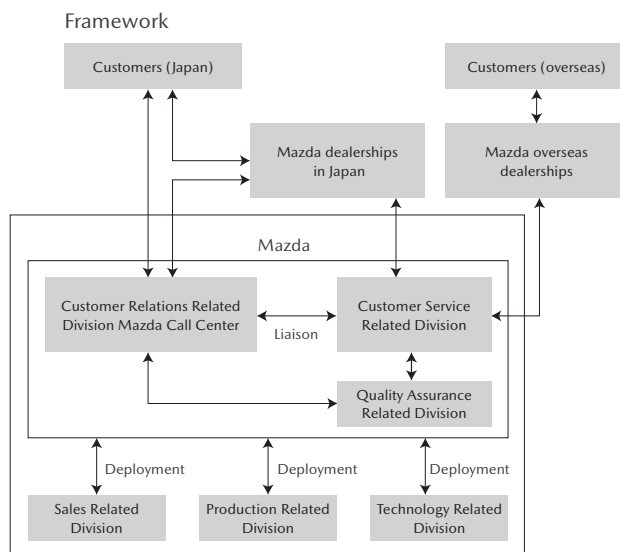 Framework
Customers (Japan)
Customers (overseas)
Mazda dealerships
in Japan
Mazda overseas
dealerships
Mazda
Customer Relations Related
Division Mazda Call Center
Liaison
Customer Service
Related Division
Quality Assurance
Related Division
Deployment
Deployment
Deployment
Sales Related
Division
Production Related
Division
Technology Related
Division